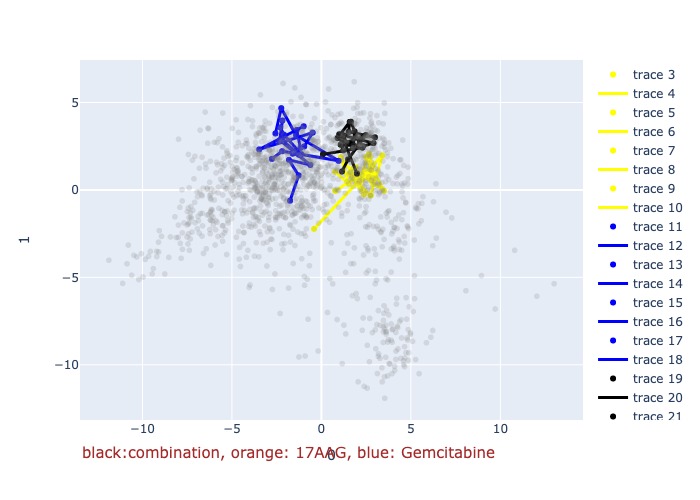 5
0
−5
−10
−10
−5
0
5
10
1
0
black:combination, orange: 17AAG, blue: Gemcitabine
trace 3
trace 4
trace 5
trace 6
trace 7
trace 8
trace 9
trace 10
trace 11
trace 12
trace 13
trace 14
trace 15
trace 16
trace 17
trace 18
trace 19
trace 20
trace 21